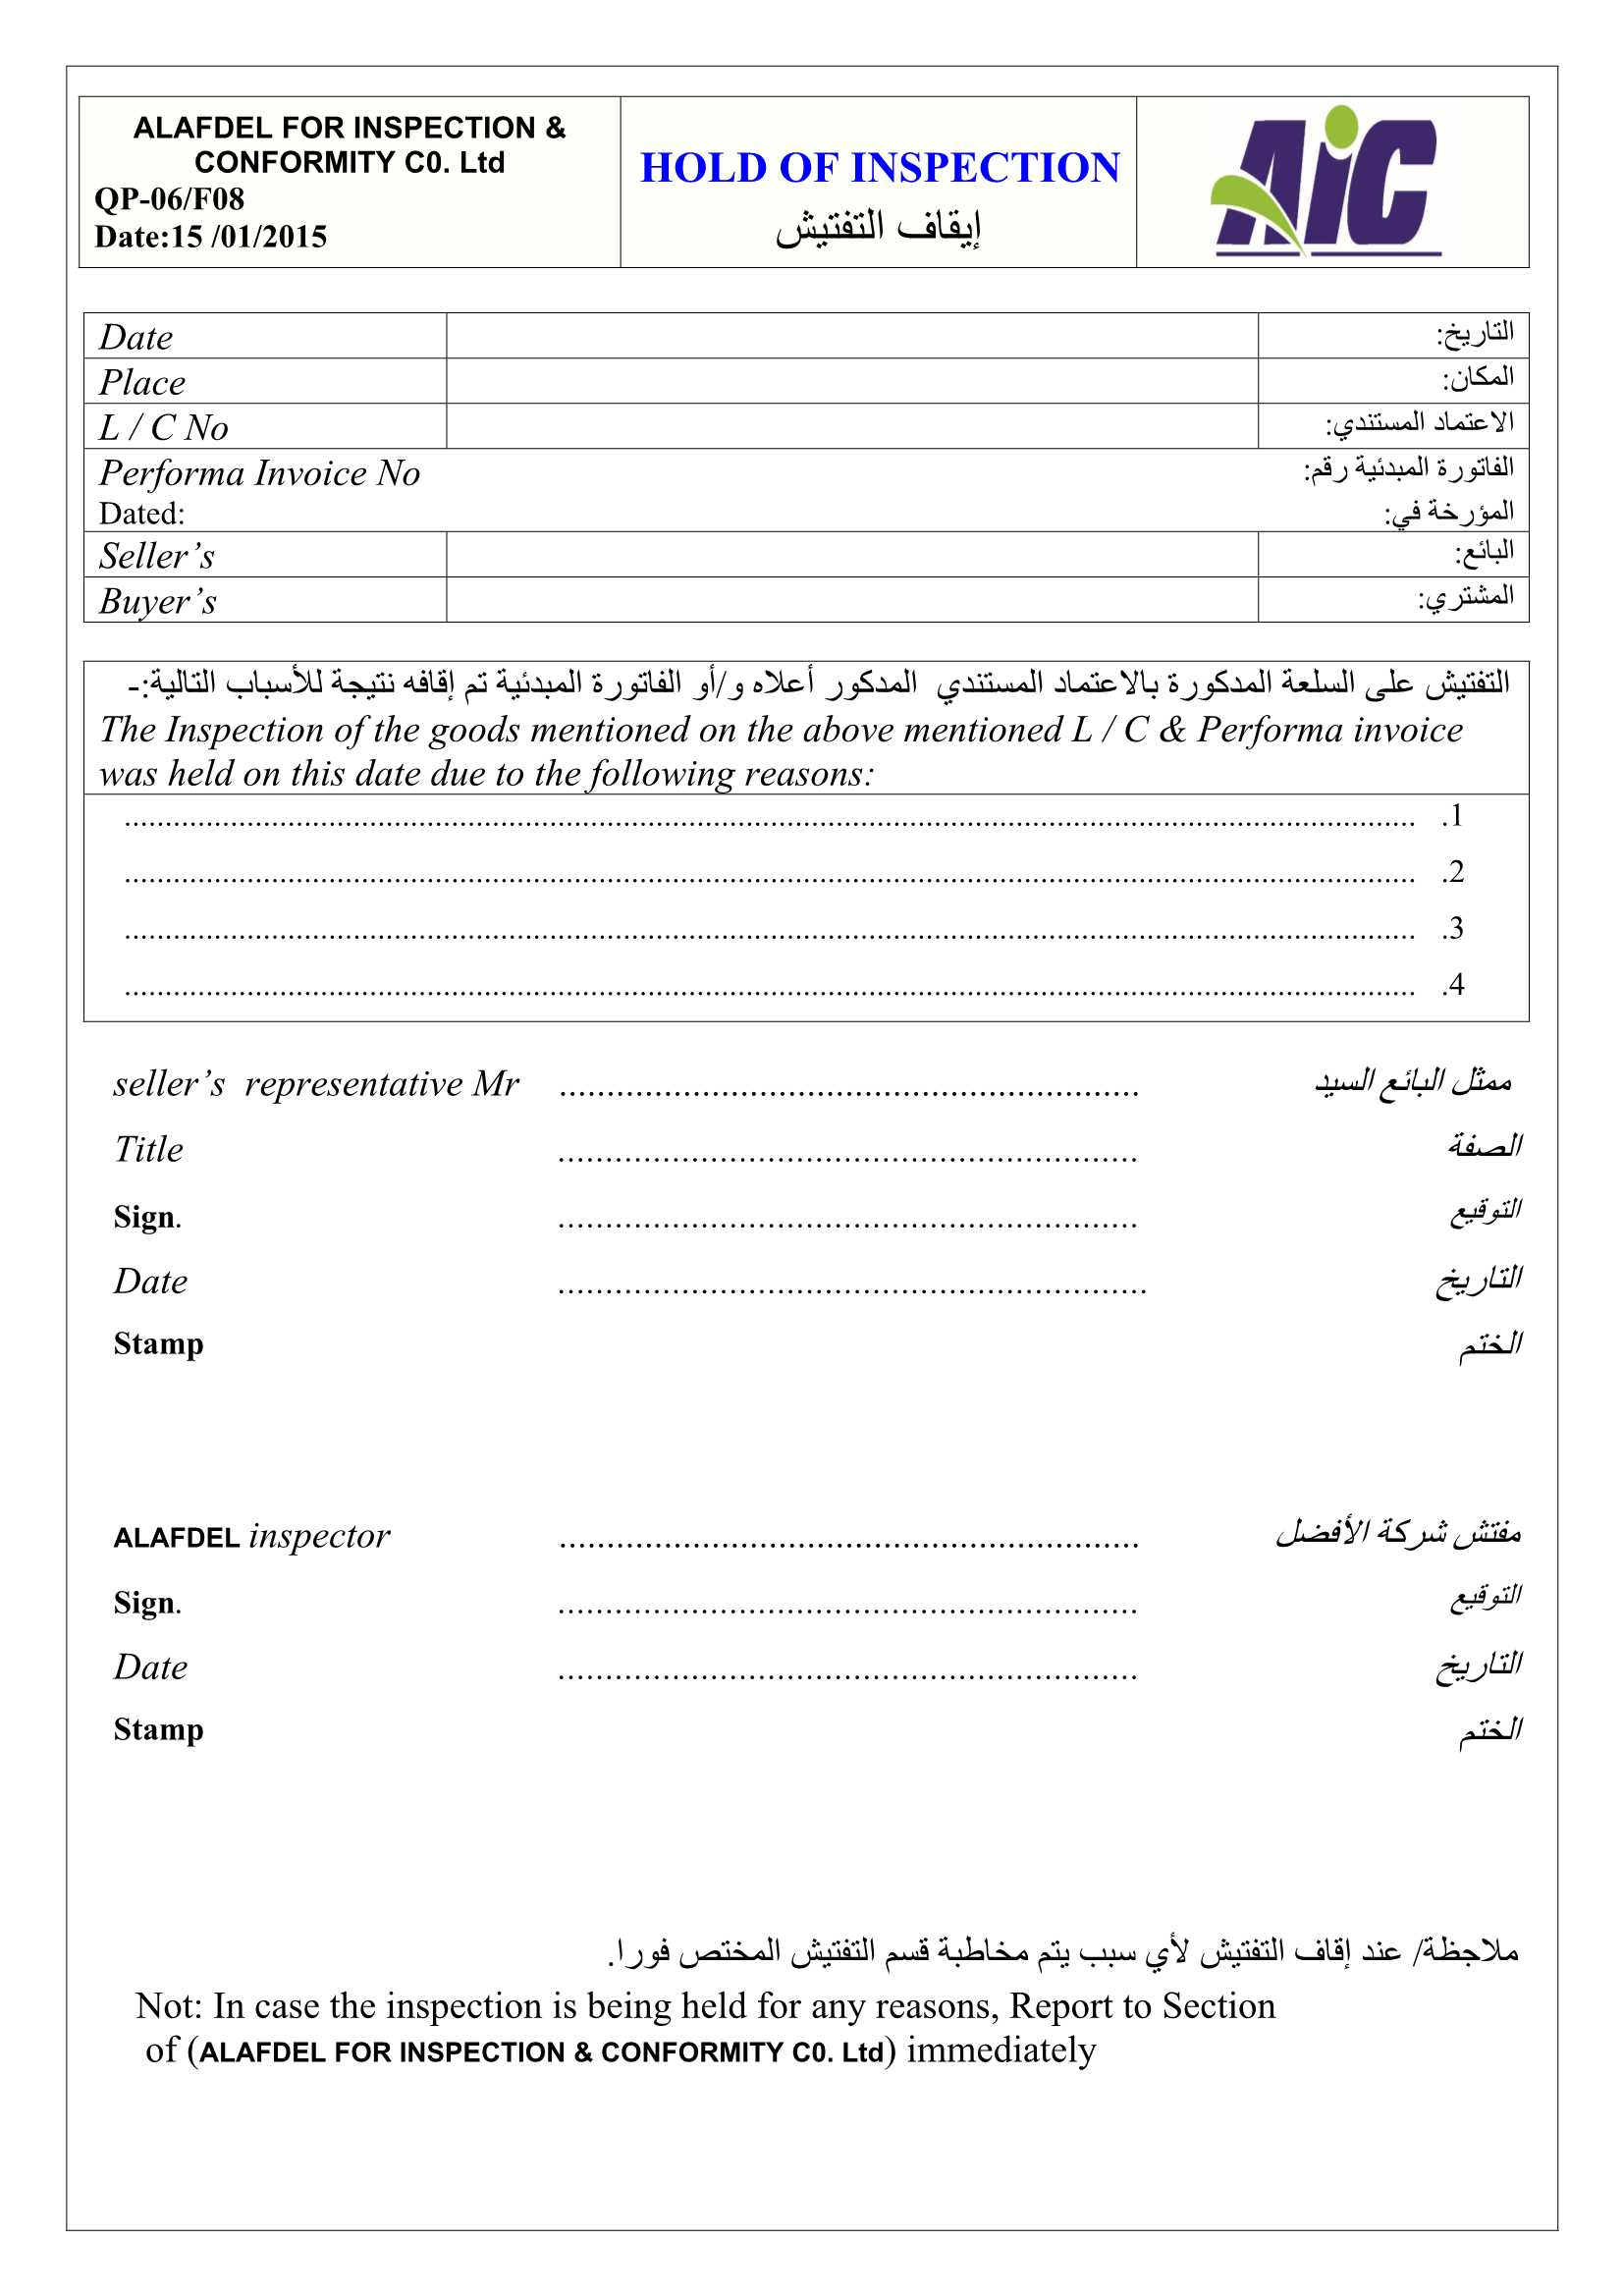 ALAFDEL FOR INSPECTION &
CONFORMITY C0. Ltd
QP-06/F08
Date:15 /01/2015
HOLD OF INSPECTION
إيقاف التفتيش
AiC
Date التاريخ:
Place المكان:
L / C No الاعتماد المستندي:
Performa Invoice No الفاتورة المبدئية رقم:
Dated: المؤرخة في:
Seller’s البائع:
Buyer’s المشتري:
التفتيش على السلعة المدكورة بالاعتماد المستندي المدكور أعلاه و/أو الفاتورة المبدئية تم إقافه نتيجة للأسباب التالية:-
The Inspection of the goods mentioned on the above mentioned L / C & Performa invoice
was held on this date due to the following reasons:
1. ................................................................................
2. ................................................................................
3. ................................................................................
4. ................................................................................
seller’s representative Mr ............................................................ ممثل البائع السيد
Title ............................................................ الصفة
Sign. ............................................................ التوقيع
Date ............................................................. التاريخ
Stamp الختم
ALAFDEL inspector ............................................................ مفتش شركة الأفضل
Sign. ............................................................ التوقيع
Date ............................................................ التاريخ
Stamp الختم
ملاجظة/ عند إقاف التفتيش لأي سبب يتم مخاطبة قسم التفتيش المختص فورا.
Not: In case the inspection is being held for any reasons, Report to Section
of (ALAFDEL FOR INSPECTION & CONFORMITY C0. Ltd) immediately